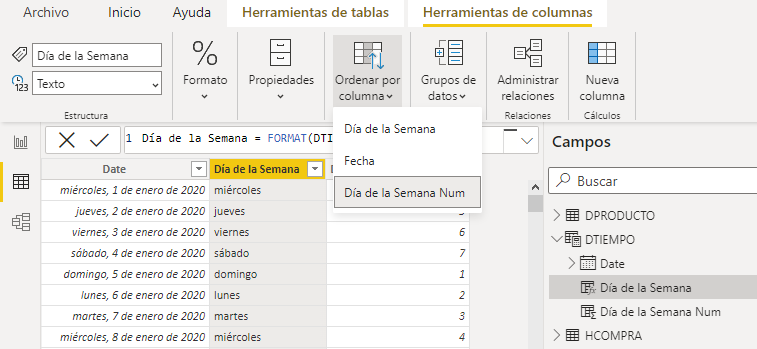 Archivo Inicio Ayuda Herramientas de tablas Herramientas de columnas
Día de la Semana
123 Texto
Estructura
% Formato
Propiedades
Ordenar por columna
Grupos de datos
Administrar relaciones
Relaciones
Nueva columna
Cálculos
Día de la Semana
Fecha
Día de la Semana Num
1 Día de la Semana = FORMAT(DTI
Date Día de la Semana
miércoles, 1 de enero de 2020 miércoles
jueves, 2 de enero de 2020 jueves
viernes, 3 de enero de 2020 viernes 6
sábado, 4 de enero de 2020 sábado 7
domingo, 5 de enero de 2020 domingo 1
lunes, 6 de enero de 2020 lunes 2
martes, 7 de enero de 2020 martes 3
miércoles, 8 de enero de 2020 miércoles 4
Campos
Buscar
DPRODUCTO
DTIEMPO
Date
Día de la Semana
Día de la Semana Num
HCOMPRA